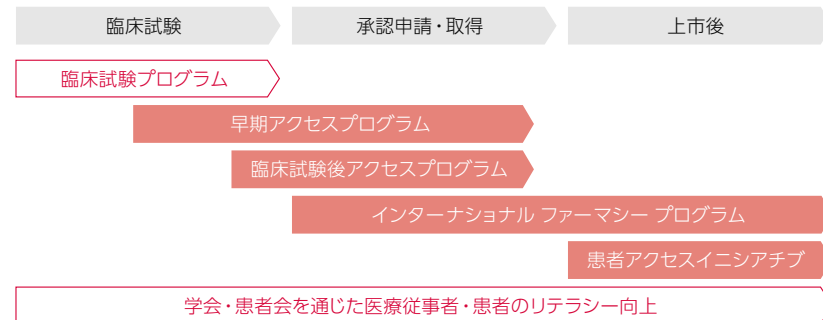 臨床試験
承認申請・取得
上市後
臨床試験プログラム
早期アクセスプログラム
臨床試験後アクセスプログラム
インターナショナル ファーマシー プログラム
患者アクセスイニシアチブ
学会・患者会を通じた医療従事者・患者のリテラシー向上